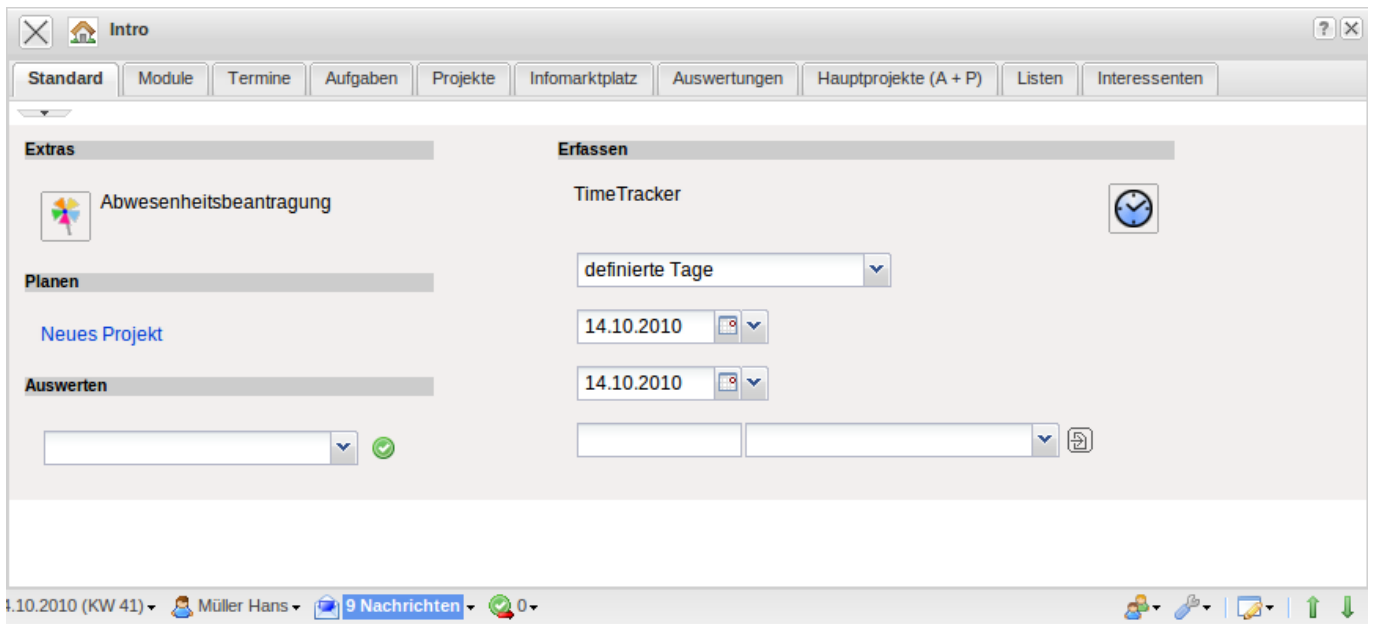 Intro
?
Standard Module Termine Aufgaben Projekte Infomarktplatz Auswertungen Hauptprojekte (A + P) Listen Interessenten
Extras
Abwesenheitsbeantragung
Planen
Neues Projekt
Auswerten
Erfassen
TimeTracker
definierte Tage
14.10.2010
14.10.2010
4.10.2010 (KW 41) Müller Hans 9 Nachrichten 0